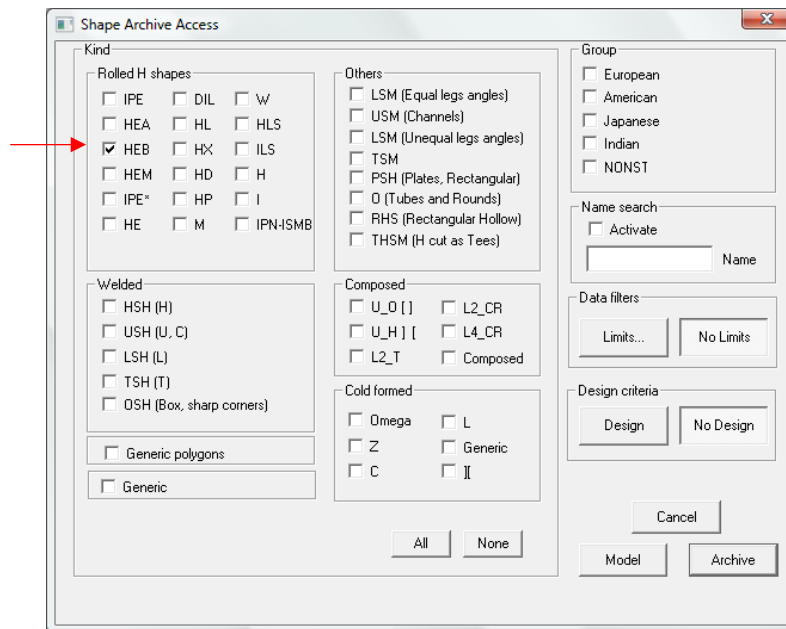 Shape Archive Access
Kind
Rolled H shapes
IPE DIL W
HEA HL HLS
HEB HX ILS
HEM HD H
IPE* HP I
HE M IPN-ISMB
Others
LSM (Equal legs angles)
USM (Channels)
LSM (Unequal legs angles)
TSM
PSH (Plates, Rectangular)
O (Tubes and Rounds)
RHS (Rectangular Hollow)
THSM (H cut as Tees)
Welded
HSH (H)
USH (U, C)
LSH (L)
TSH (T)
OSH (Box, sharp corners)
Generic polygons
Generic
Composed
U_O [ ] L2_CR
U_H ] [ L4_CR
L2_T Composed
Cold formed
Omega L
Z Generic
C ][
All None
Group
European
American
Japanese
Indian
NONST
Name search
Activate
Name
Data filters
Limits... No Limits
Design criteria
Design No Design
Cancel
Model Archive